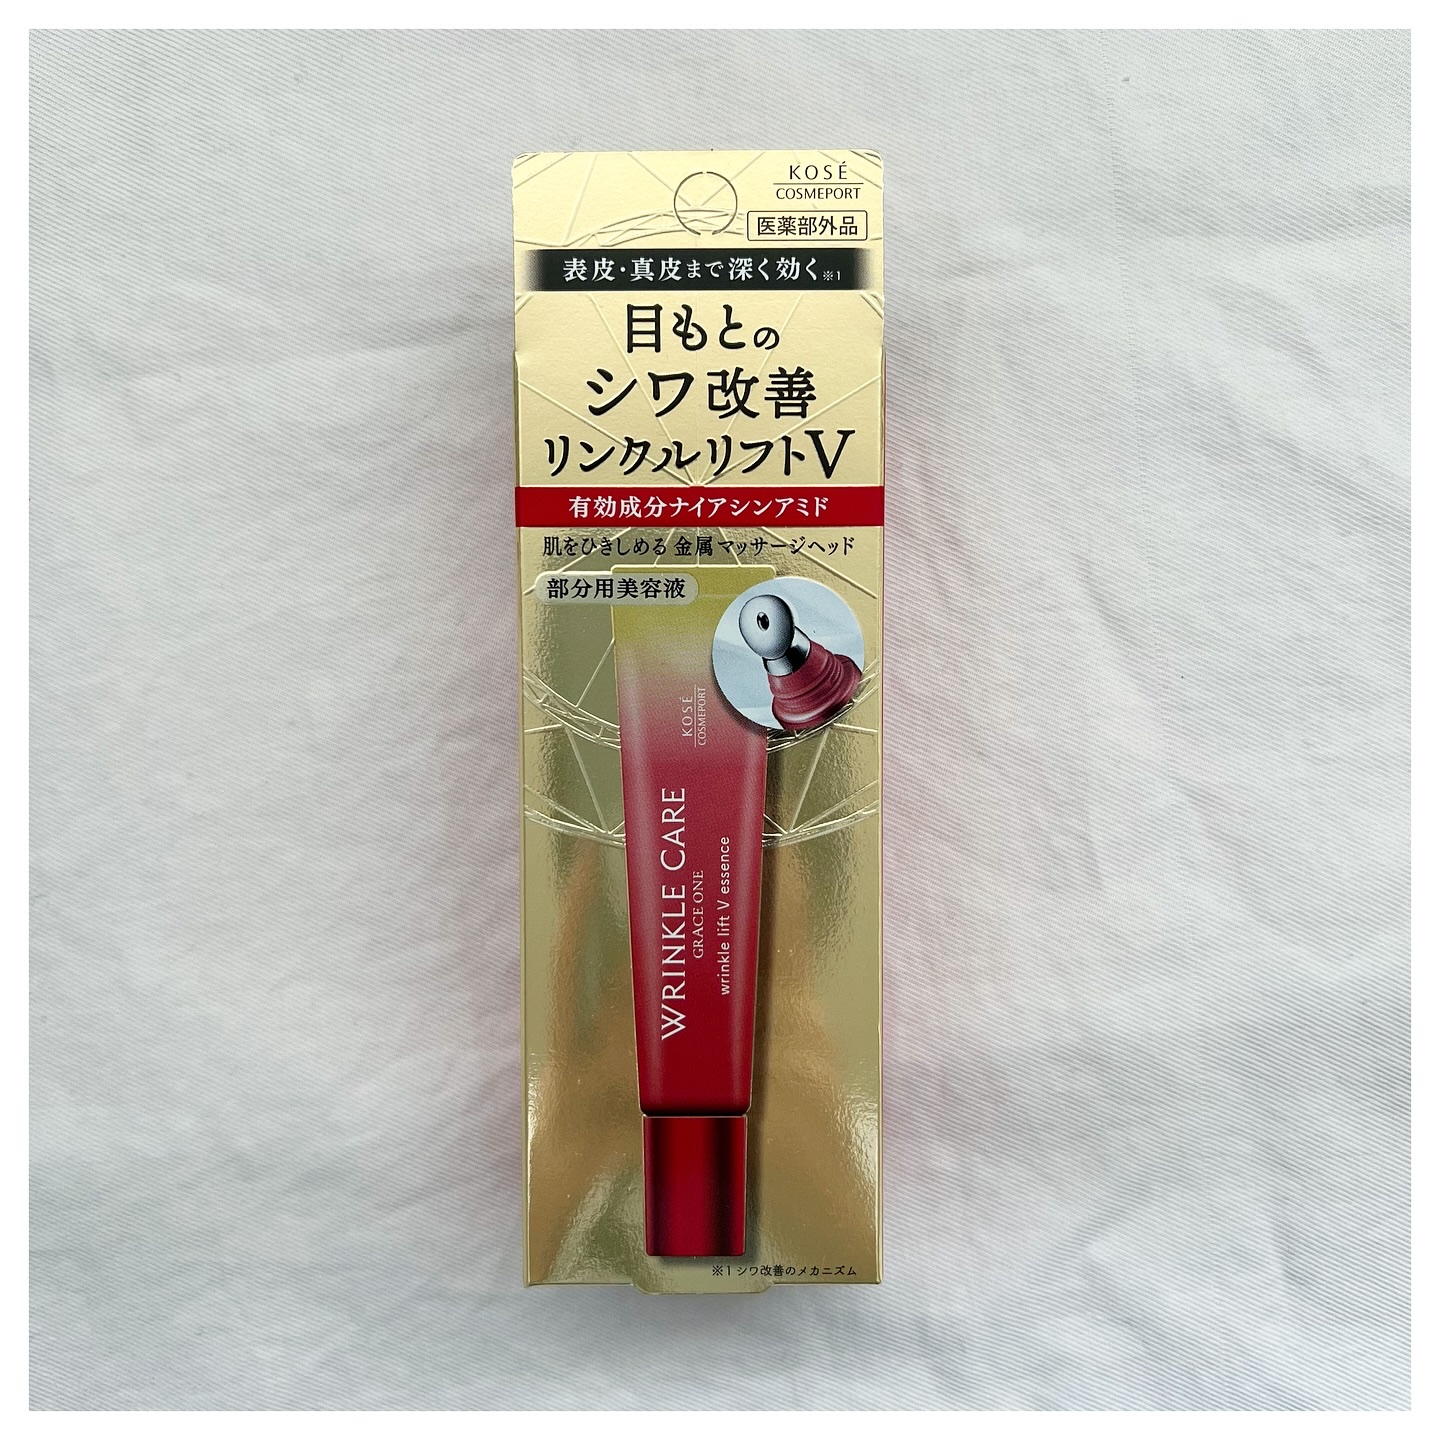 KOSÉ
COSMEPORT
医薬部外品
表皮・真皮まで深く効く※1
目もとの
シワ改善
リンクルリフトV
有効成分ナイアシンアミド
肌をひきしめる 金属マッサージヘッド
部分用美容液
KOSÉ
COSMEPORT
WRINKLE CARE
GRACE ONE
wrinkle lift V essence
※1 シワ改善のメカニズム